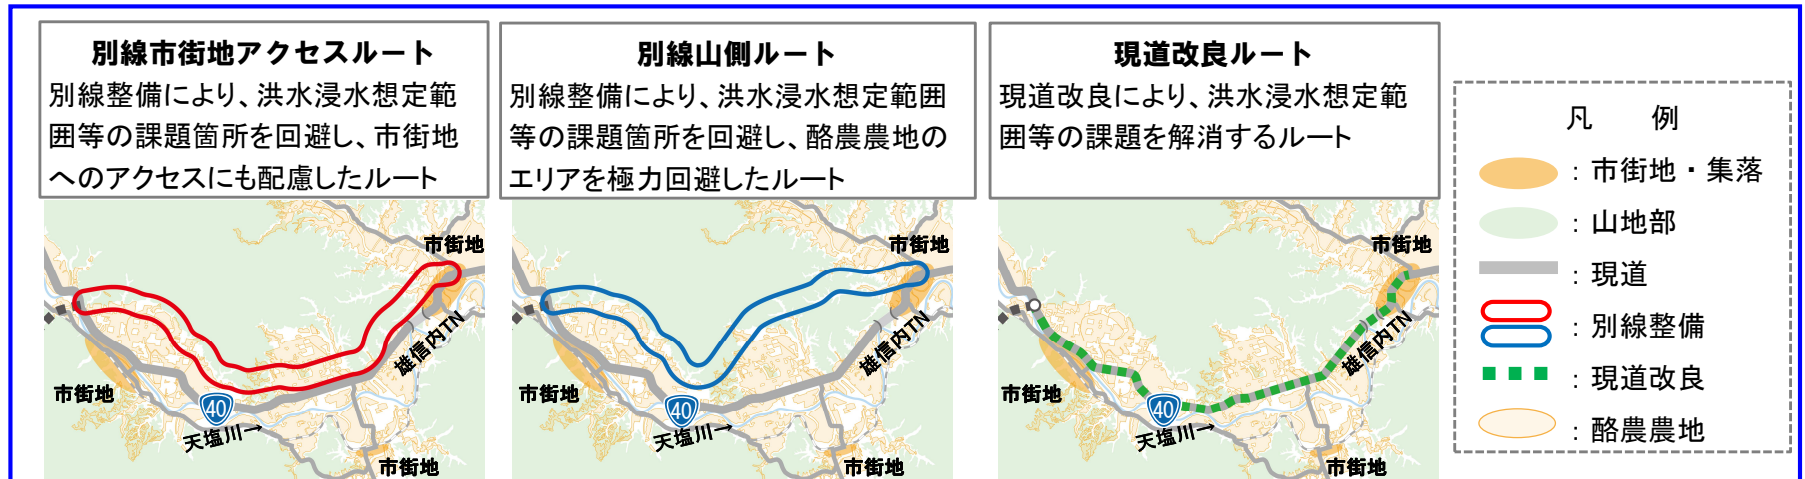 別線市街地アクセスルート
別線整備により、洪水浸水想定範
囲等の課題箇所を回避し、市街地
へのアクセスにも配慮したルート
別線山側ルート
別線整備により、洪水浸水想定範囲
等の課題箇所を回避し、酪農農地の
エリアを極力回避したルート
現道改良ルート
現道改良により、洪水浸水想定範
囲等の課題を解消するルート
市街地
雄信内TN
市街地
40
天塩川→
市街地
市街地
雄信内TN
40
天塩川→
市街地
市街地
雄信内TN
市街地
40
天塩川→
市街地
凡　例
：市街地・集落
：山地部
：現道
：別線整備
：現道改良
：酪農農地